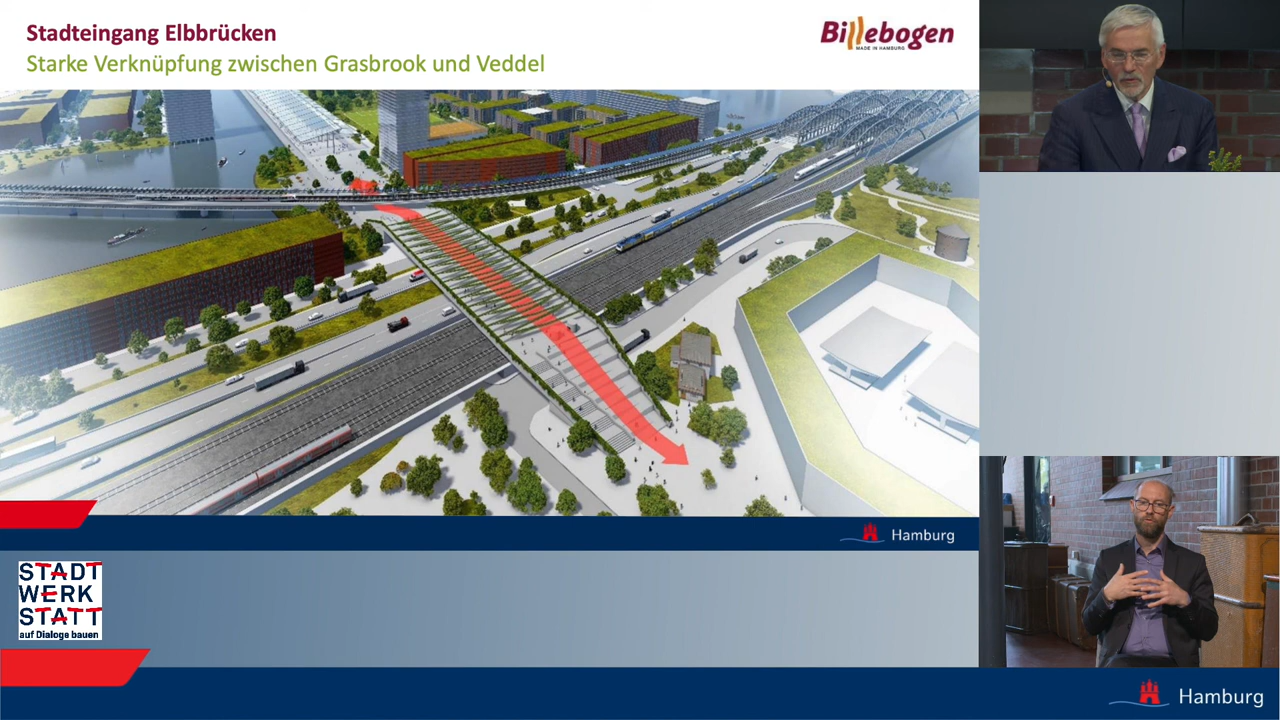 Stadteingang Elbbrücken
Starke Verknüpfung zwischen Grasbrook und Veddel
Billebogen
MADE IN HAMBURG
Hamburg
STADT
WERK
STATT
auf Dialoge bauen
Hamburg